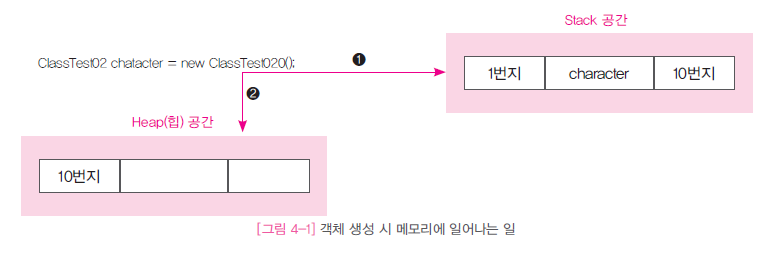 Stack 공간
ClassTest02 chatacter = new ClassTest020();
❶
1번지 character 10번지
❷
Heap(힙) 공간
10번지
[그림 4-1] 객체 생성 시 메모리에 일어나는 일